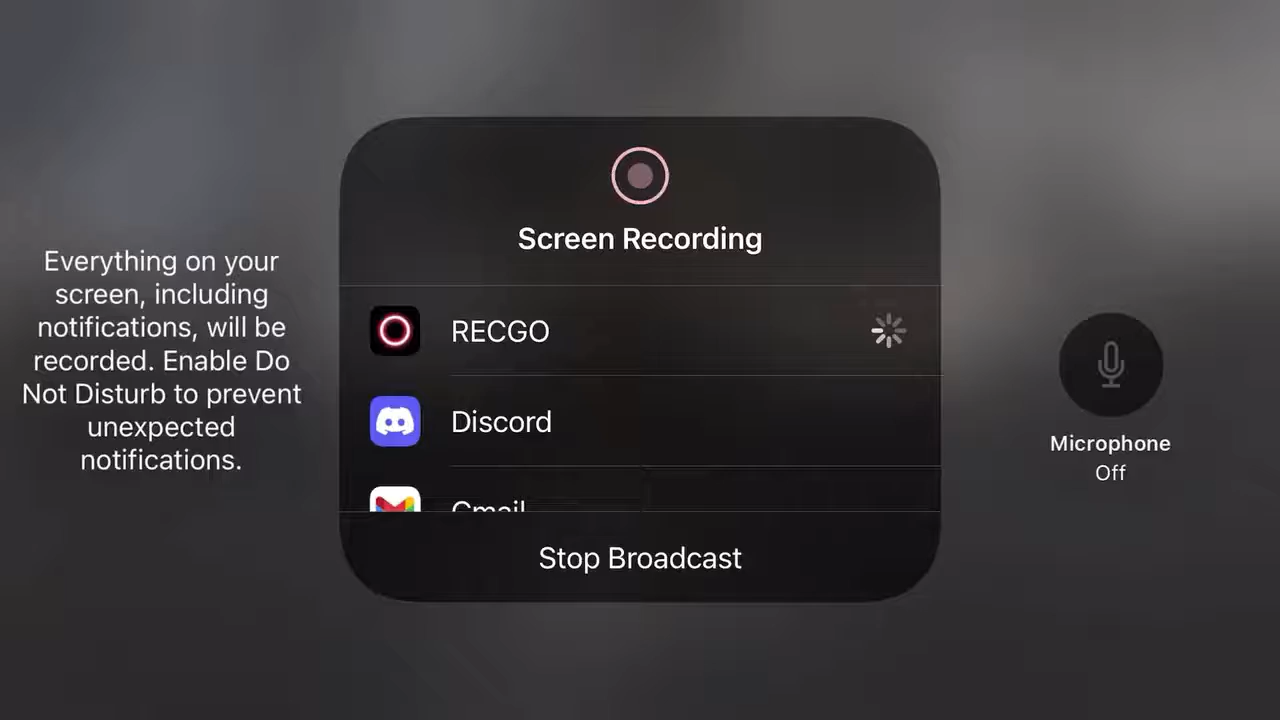 Everything on your
screen, including
notifications, will be
recorded. Enable Do
Not Disturb to prevent
unexpected
notifications.
Screen Recording
RECGO
Discord
Gmail
Stop Broadcast
Microphone
Off